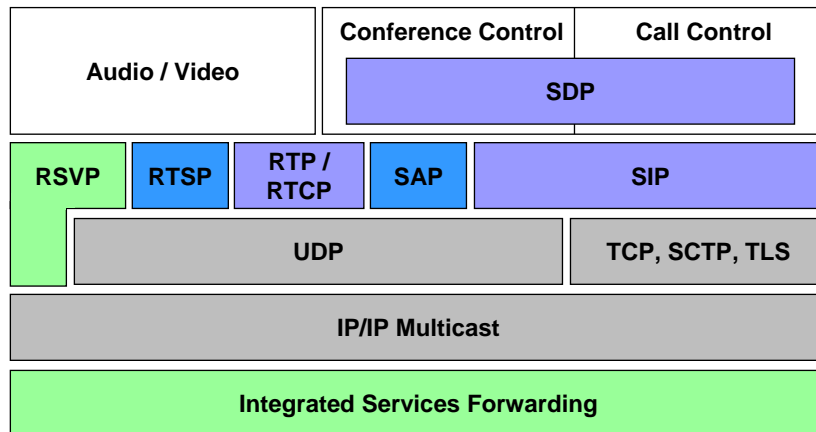 Conference Control
Call Control
Audio / Video
SDP
RSVP
RTSP
RTP /
RTCP
SAP
SIP
UDP
TCP, SCTP, TLS
IP/IP Multicast
Integrated Services Forwarding